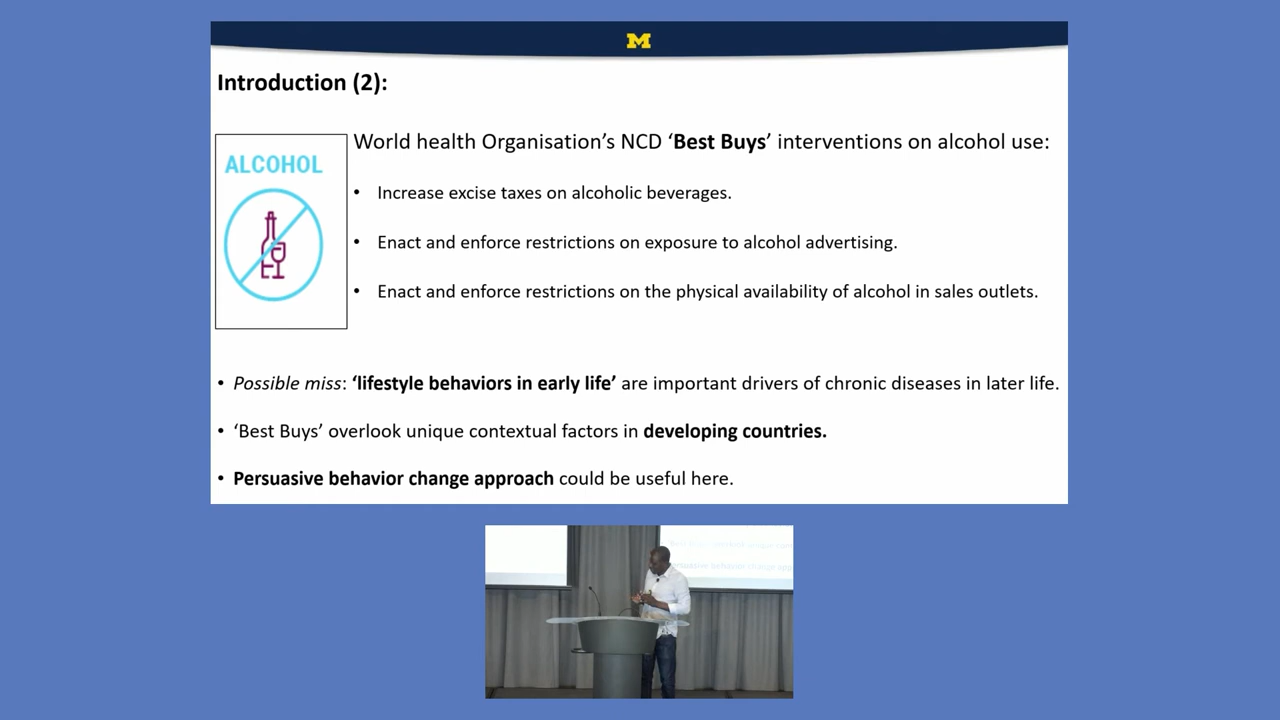 M
Introduction (2):
World health Organisation’s NCD ‘Best Buys’ interventions on alcohol use:
ALCOHOL
• Increase excise taxes on alcoholic beverages.
• Enact and enforce restrictions on exposure to alcohol advertising.
• Enact and enforce restrictions on the physical availability of alcohol in sales outlets.
• Possible miss: ‘lifestyle behaviors in early life’ are important drivers of chronic diseases in later life.
• ‘Best Buys’ overlook unique contextual factors in developing countries.
• Persuasive behavior change approach could be useful here.